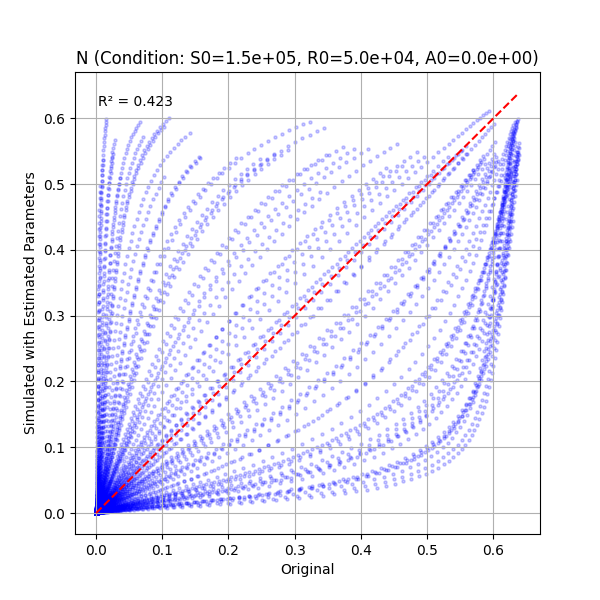 N (Condition: S0=1.5e+05, R0=5.0e+04, A0=0.0e+00)
R² = 0.423
0.6
0.5
0.4
0.3
0.2
0.1
0.0
Simulated with Estimated Parameters
0.0 0.1 0.2 0.3 0.4 0.5 0.6
Original